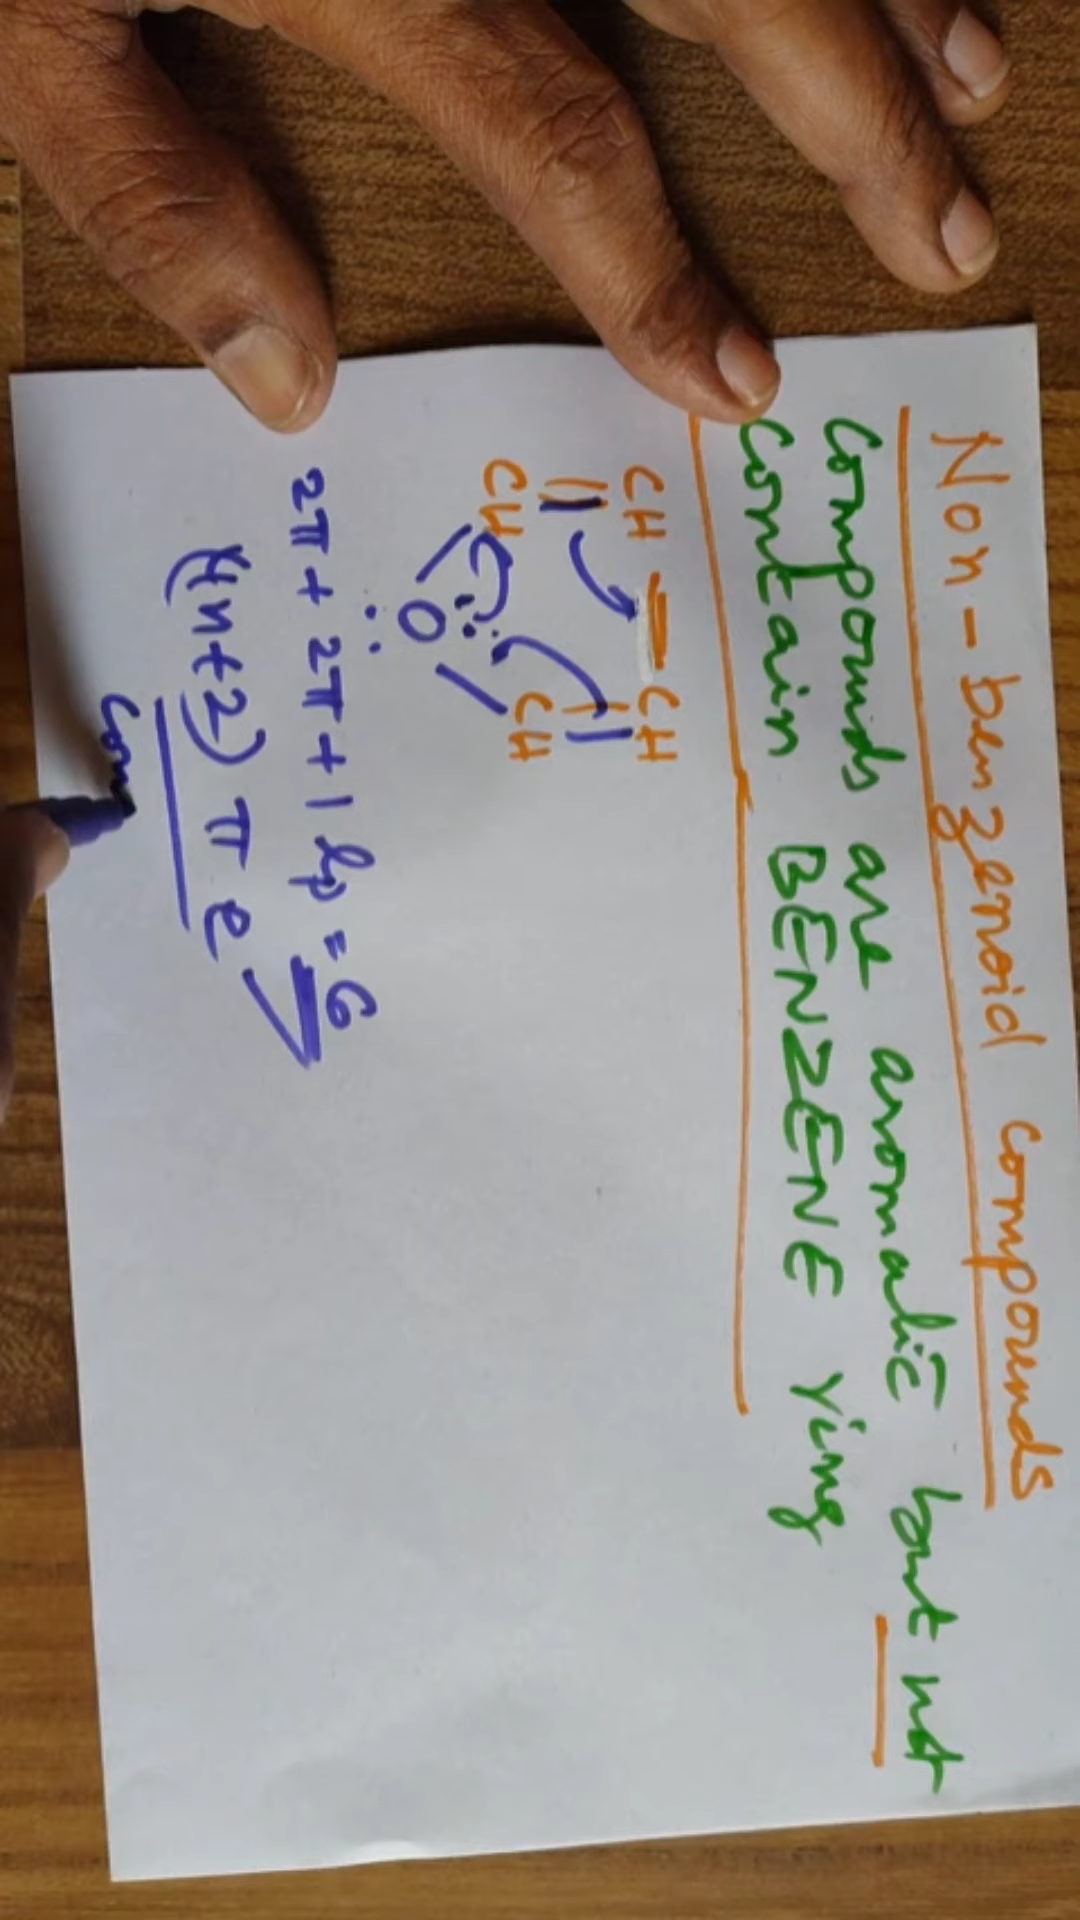 Non-benzenoid compounds
Compounds are aromatic but not
contain BENZENE ring
CH — CH
|| ||
CH CH
:O:
2π + 2π + 1 lp = 6
(4n+2) π e
Com